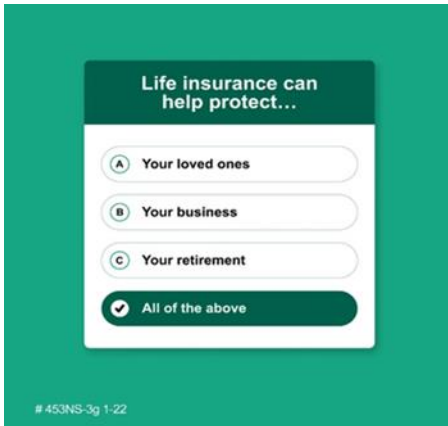 Life insurance can
help protect...
A Your loved ones
B Your business
C Your retirement
All of the above
# 453NS-3g 1-22